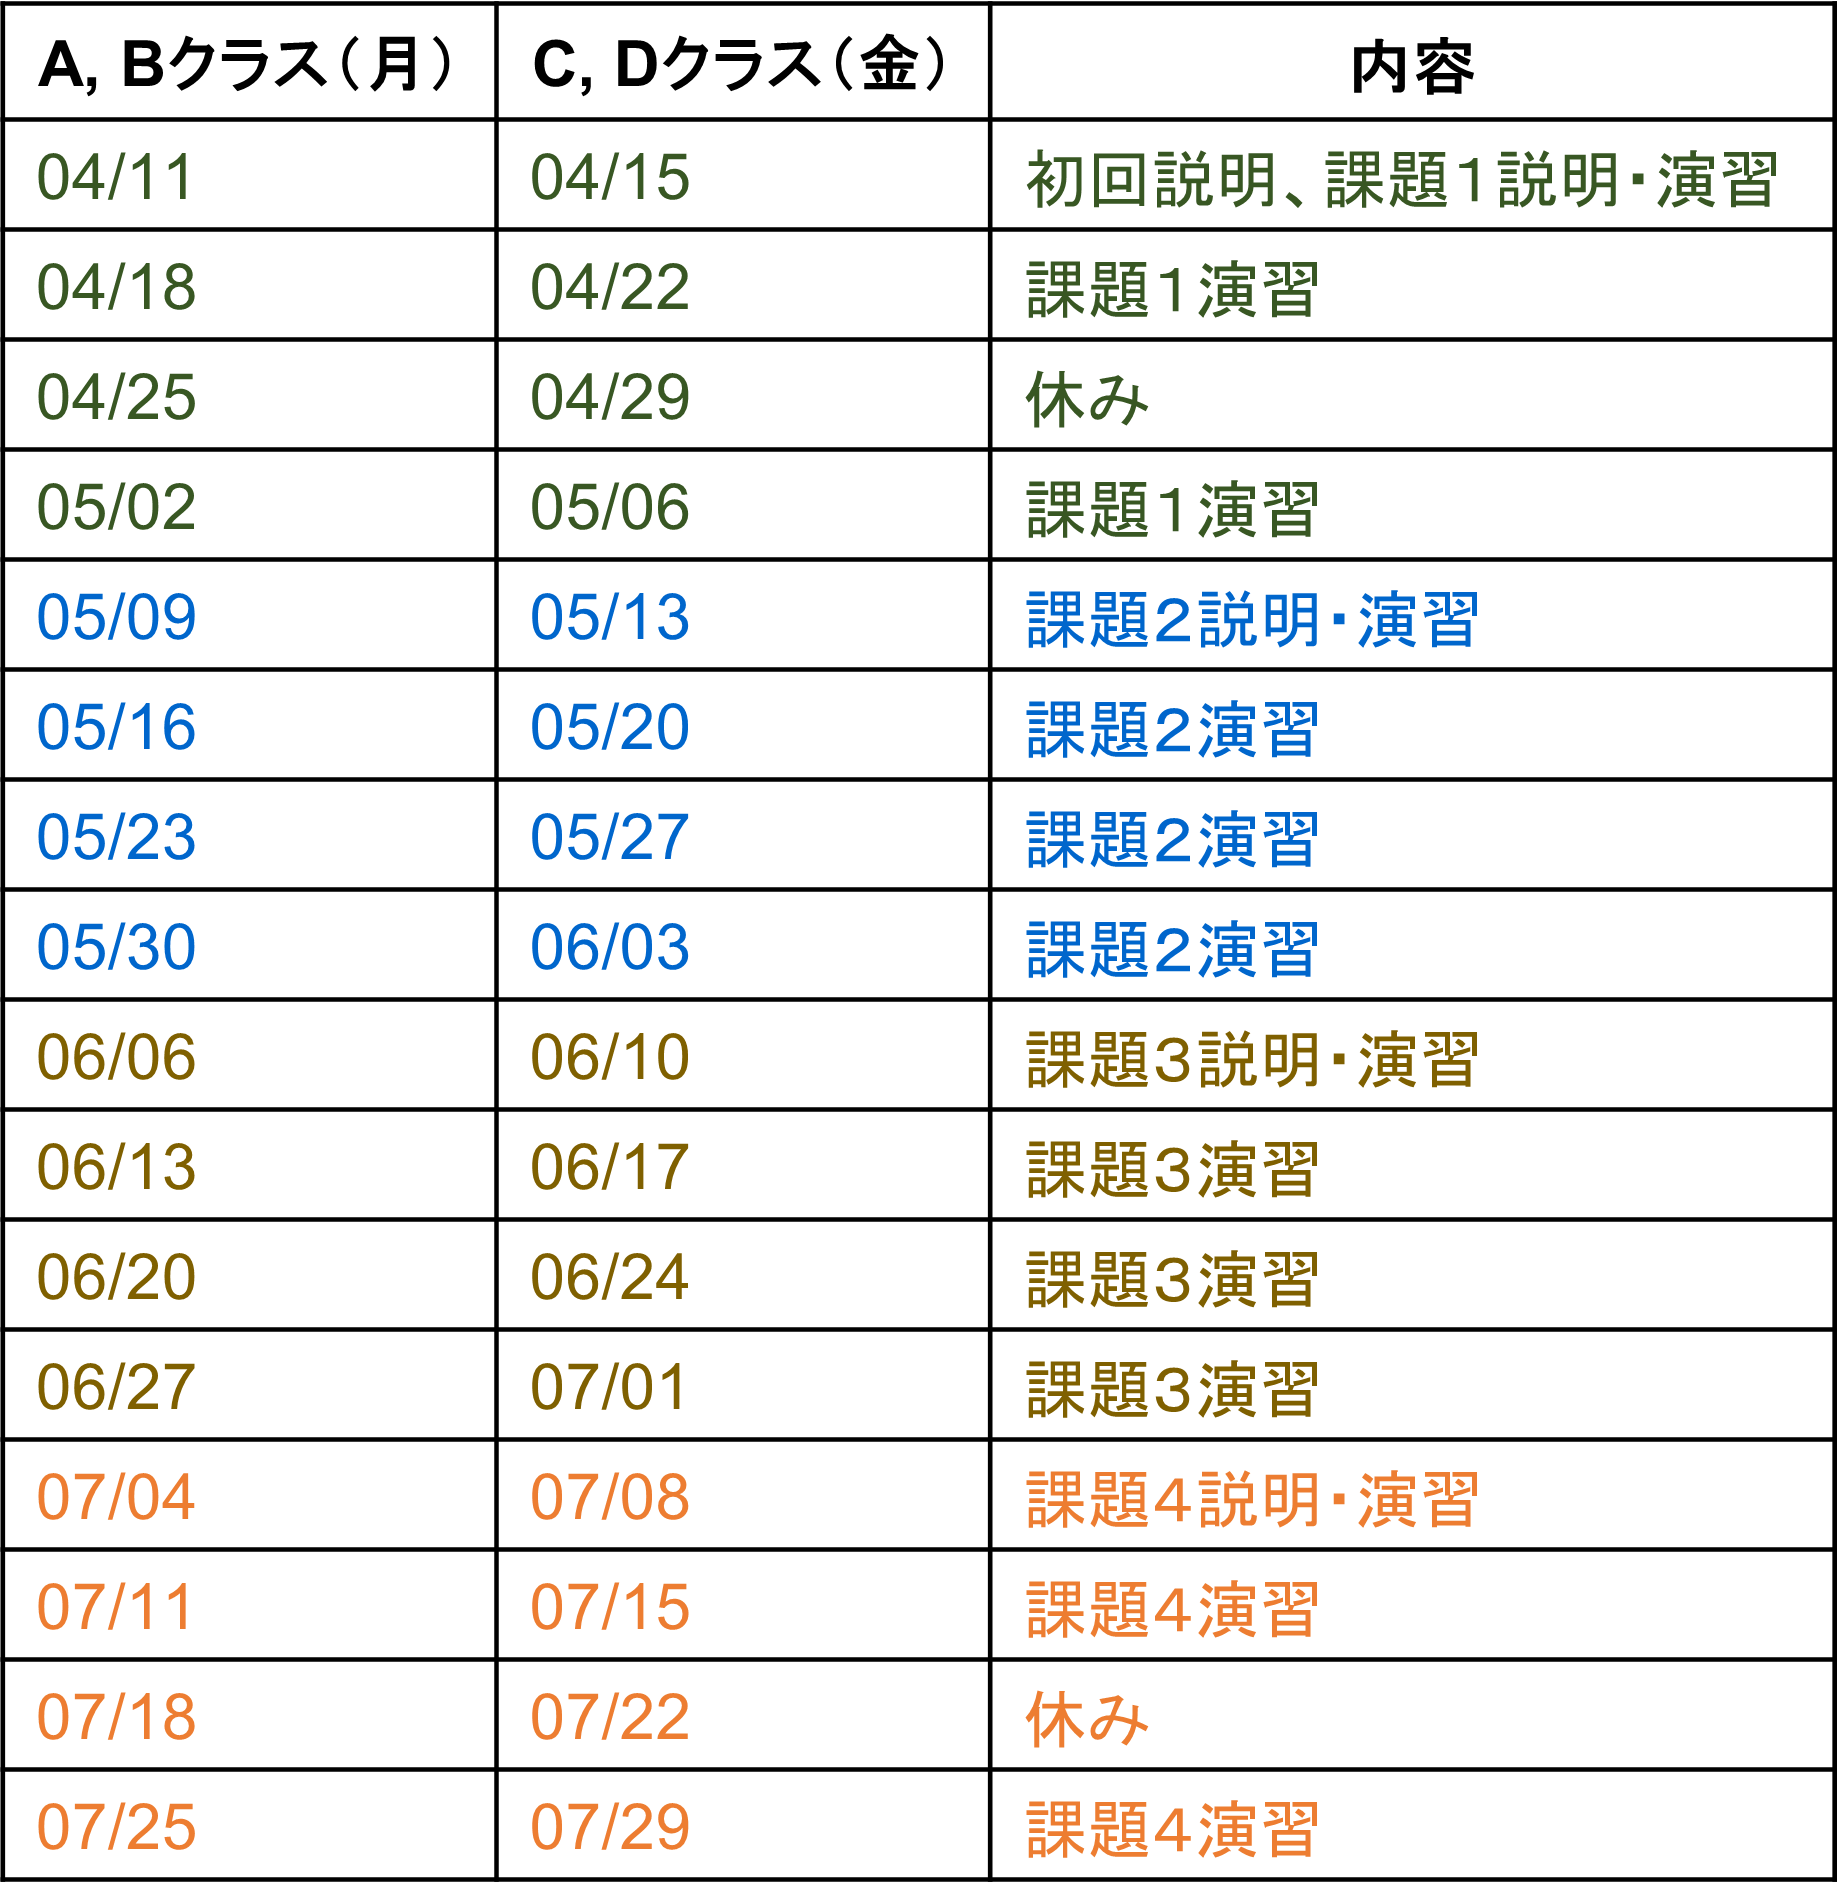 A, Bクラス（月） C, Dクラス（金） 内容
04/11 04/15 初回説明、課題１説明・演習
04/18 04/22 課題１演習
04/25 04/29 休み
05/02 05/06 課題１演習
05/09 05/13 課題２説明・演習
05/16 05/20 課題２演習
05/23 05/27 課題２演習
05/30 06/03 課題２演習
06/06 06/10 課題３説明・演習
06/13 06/17 課題３演習
06/20 06/24 課題３演習
06/27 07/01 課題３演習
07/04 07/08 課題４説明・演習
07/11 07/15 課題４演習
07/18 07/22 休み
07/25 07/29 課題４演習